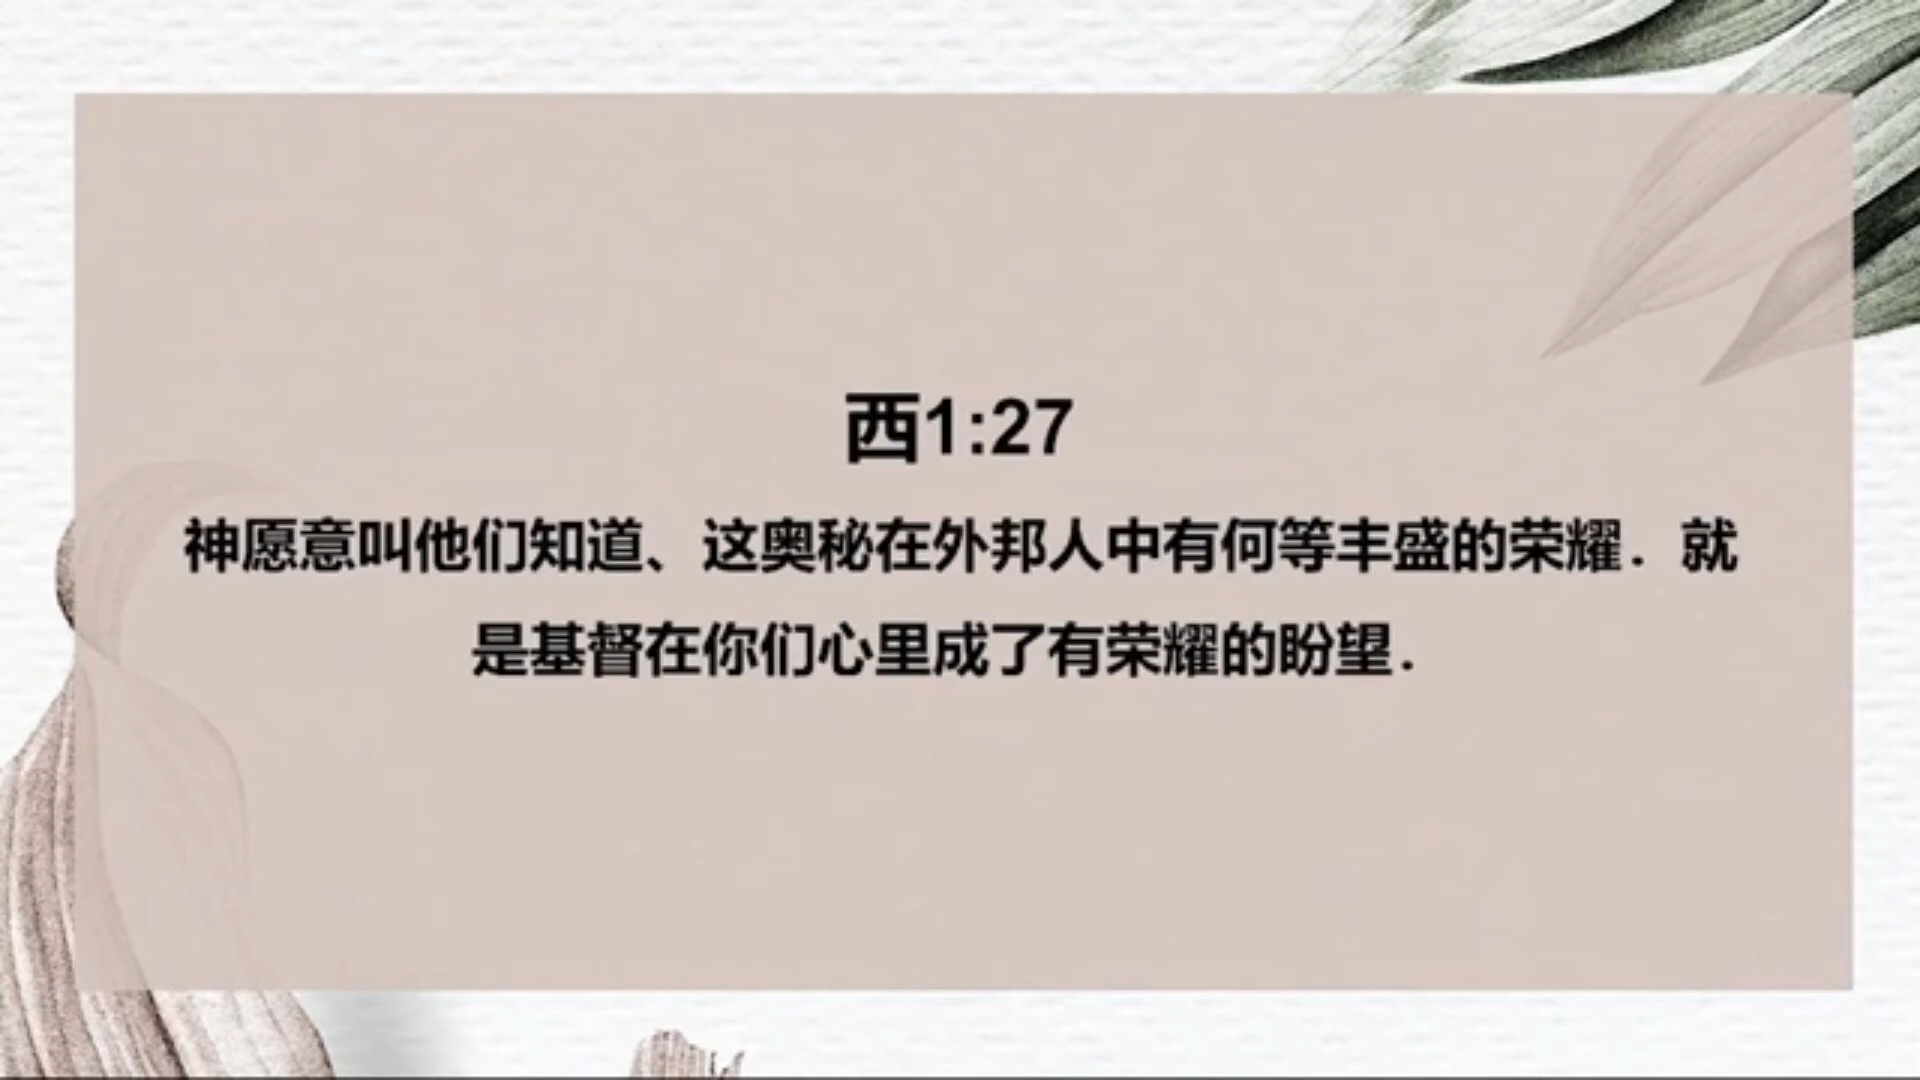 西1:27
神愿意叫他们知道、这奥秘在外邦人中有何等丰盛的荣耀．就
是基督在你们心里成了有荣耀的盼望．